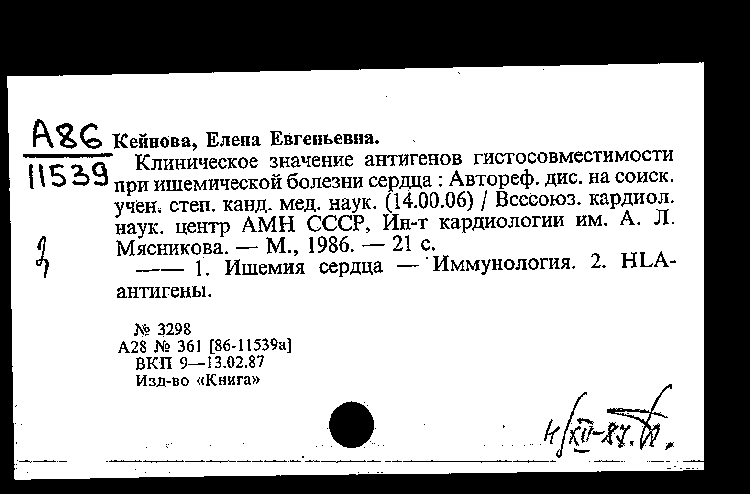 А86
11539
Кейнова, Елена Евгеньевна.
Клиническое значение антигенов гистосовместимости
при ишемической болезни сердца : Автореф. дис. на соиск.
учен. степ. канд. мед. наук. (14.00.06) / Всесоюз. кардиол.
наук. центр АМН СССР, Ин-т кардиологии им. А. Л.
Мясникова. — М., 1986. — 21 с.
—— 1. Ишемия сердца — Иммунология. 2. HLA-
антигены.
№ 3298
А28 № 361 [86-11539а]
ВКП 9—13.02.87
Изд-во «Книга»